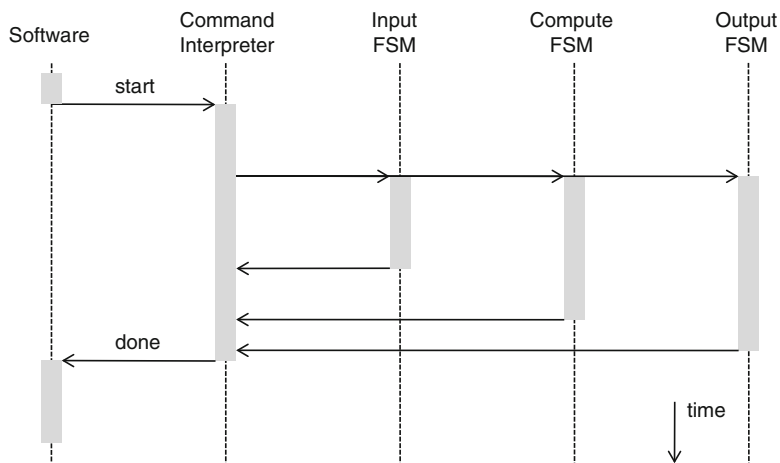 Software
Command
Interpreter
Input
FSM
Compute
FSM
Output
FSM
start
done
time